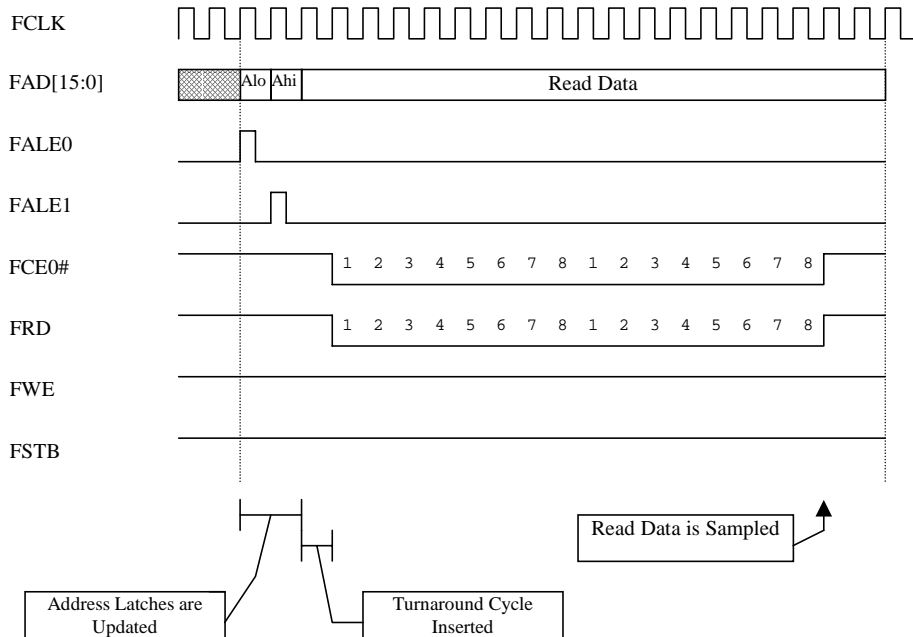 FCLK
FAD[15:0] Alo Ahi Read Data
FALE0
FALE1
FCE0# 1 2 3 4 5 6 7 8 1 2 3 4 5 6 7 8
FRD 1 2 3 4 5 6 7 8 1 2 3 4 5 6 7 8
FWE
FSTB
Read Data is Sampled
Address Latches are
Updated
Turnaround Cycle
Inserted